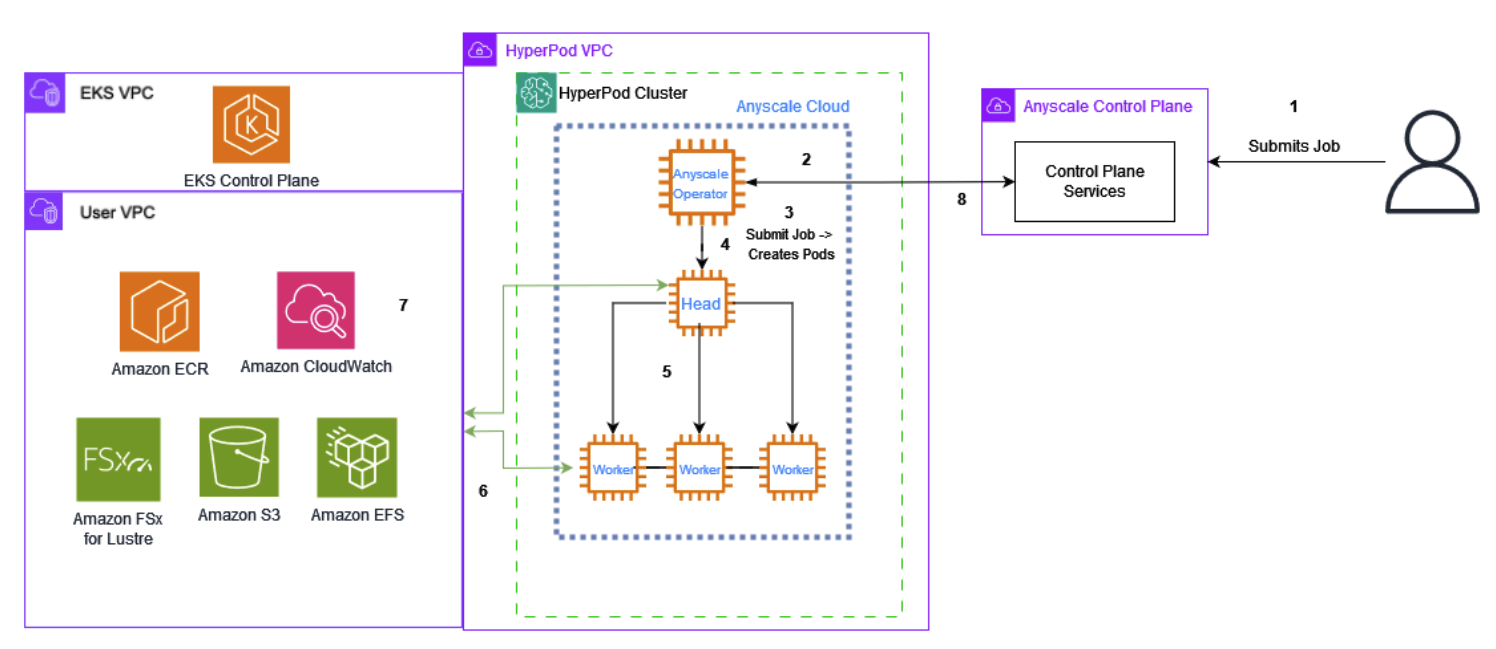 HyperPod VPC
EKS VPC
K
EKS Control Plane
User VPC
7
Amazon ECR
Amazon CloudWatch
FSx
Amazon FSx
for Lustre
Amazon S3
Amazon EFS
6
HyperPod Cluster
Anyscale Cloud
Anyscale
Operator
2
3
Submit Job ->
Creates Pods
4
Head
5
Worker
Worker
Worker
8
Anyscale Control Plane
Control Plane
Services
1
Submits Job